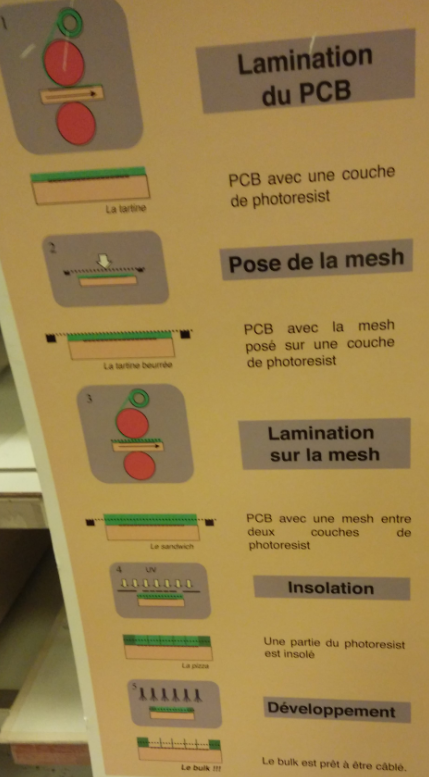 1
Lamination
du PCB
PCB avec une couche
de photoresist
La tartine
2
Pose de la mesh
PCB avec la mesh
posé sur une couche
de photoresist
La tartine beurrée
3
Lamination
sur la mesh
PCB avec une mesh entre
deux couches de
photoresist
Le sandwich
4
UV
Insolation
Une partie du photoresist
est insolé
La pizza
5
Développement
Le bulk est prêt à être câblé.
Le bulk !!!